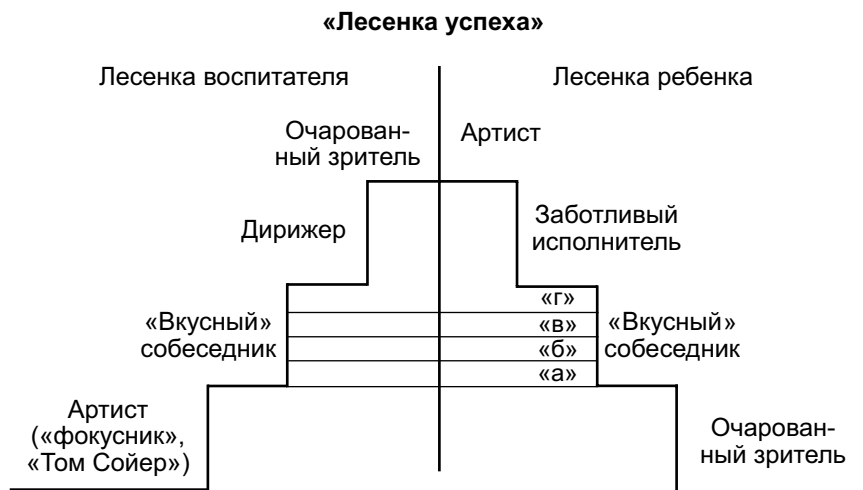 «Лесенка успеха»
Лесенка воспитателя
Лесенка ребенка
Очарован-
ный зритель
Артист
Дирижер
Заботливый
исполнитель
«Вкусный»
собеседник
«г»
«в»
«б»
«а»
«Вкусный»
собеседник
Артист
(«фокусник»,
«Том Сойер»)
Очарован-
ный зритель